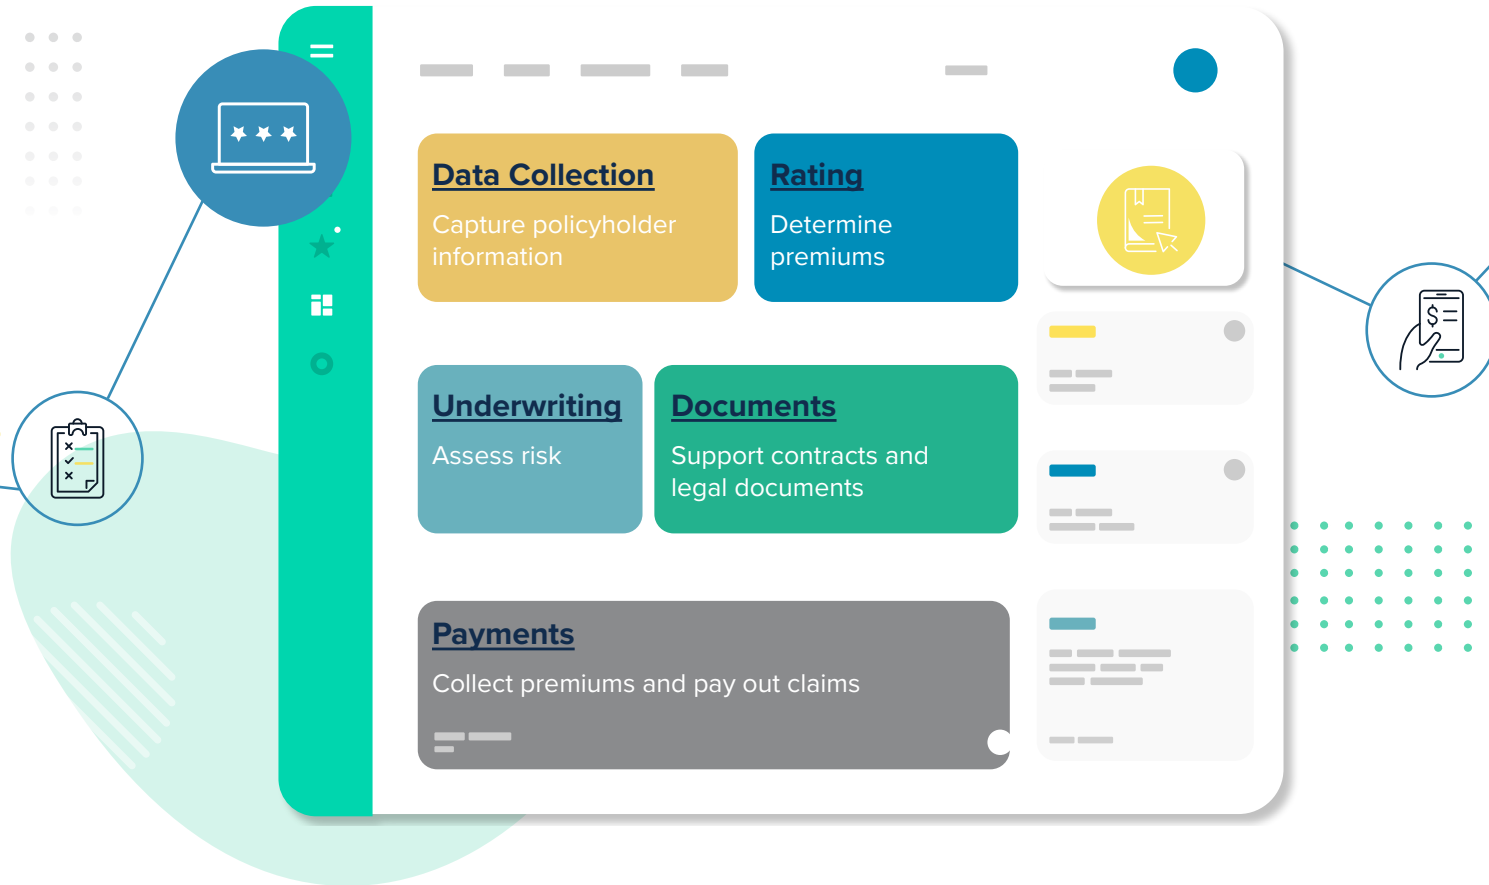 Data Collection
Capture policyholder
information
Rating
Determine
premiums
Underwriting
Assess risk
Documents
Support contracts and
legal documents
Payments
Collect premiums and pay out claims
$